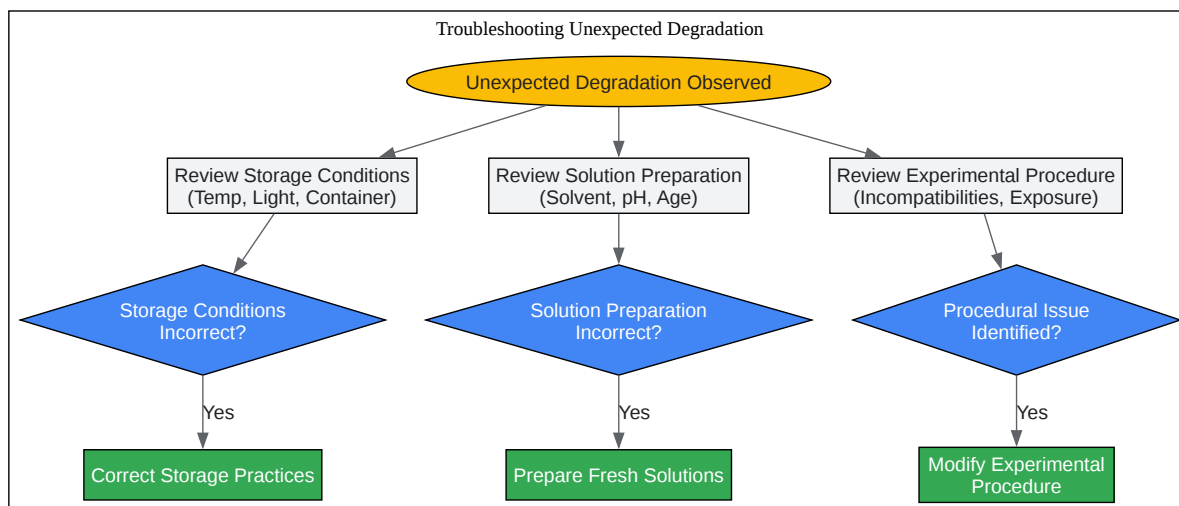 Troubleshooting Unexpected Degradation
Unexpected Degradation Observed
Review Storage Conditions
(Temp, Light, Container)
Review Solution Preparation
(Solvent, pH, Age)
Review Experimental Procedure
(Incompatibilities, Exposure)
Storage Conditions
Incorrect?
Solution Preparation
Incorrect?
Procedural Issue
Identified?
Yes
Yes
Yes
Correct Storage Practices
Prepare Fresh Solutions
Modify Experimental
Procedure